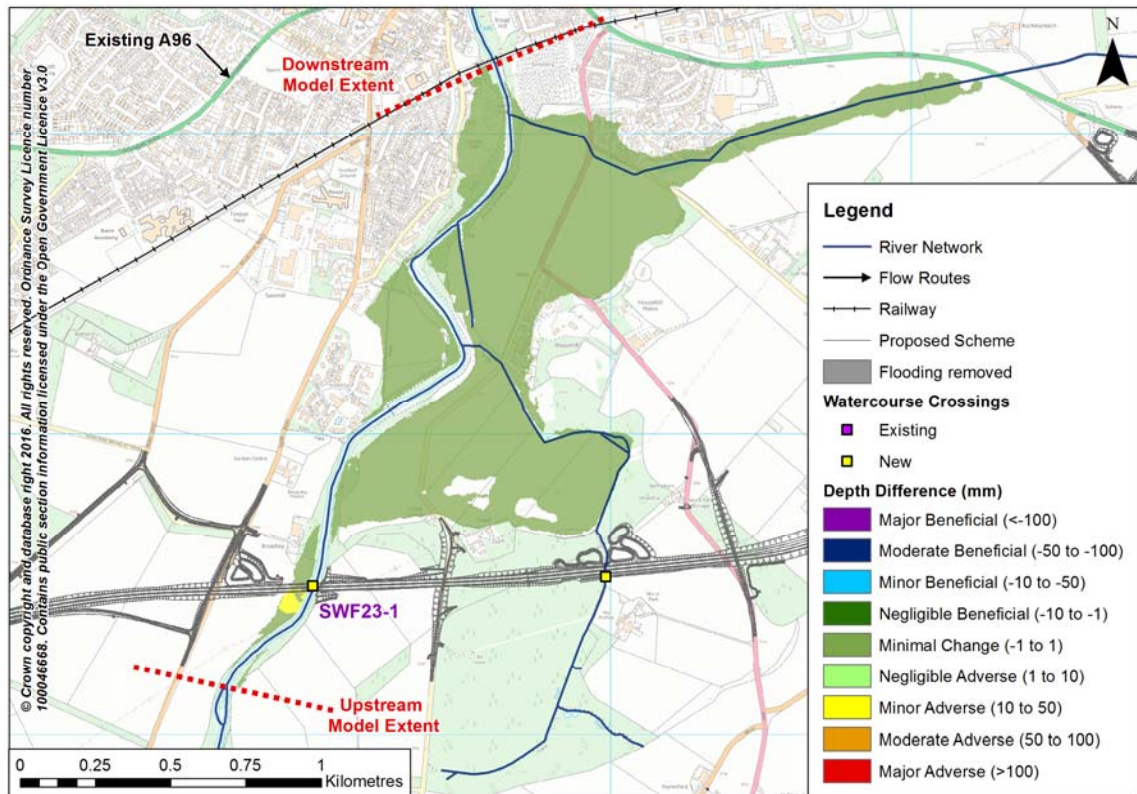 Existing A96
Downstream
Model Extent
N
© Crown copyright and database right 2016. All rights reserved. Ordnance Survey Licence number
100046668. Contains public section information licensed under the Open Government Licence v3.0
SWF23-1
Upstream
Model Extent
0 0.25 0.5 0.75 1
Kilometres
Legend
River Network
Flow Routes
Railway
Proposed Scheme
Flooding removed
Watercourse Crossings
Existing
New
Depth Difference (mm)
Major Beneficial (<-100)
Moderate Beneficial (-50 to -100)
Minor Beneficial (-10 to -50)
Negligible Beneficial (-10 to -1)
Minimal Change (-1 to 1)
Negligible Adverse (1 to 10)
Minor Adverse (10 to 50)
Moderate Adverse (50 to 100)
Major Adverse (>100)